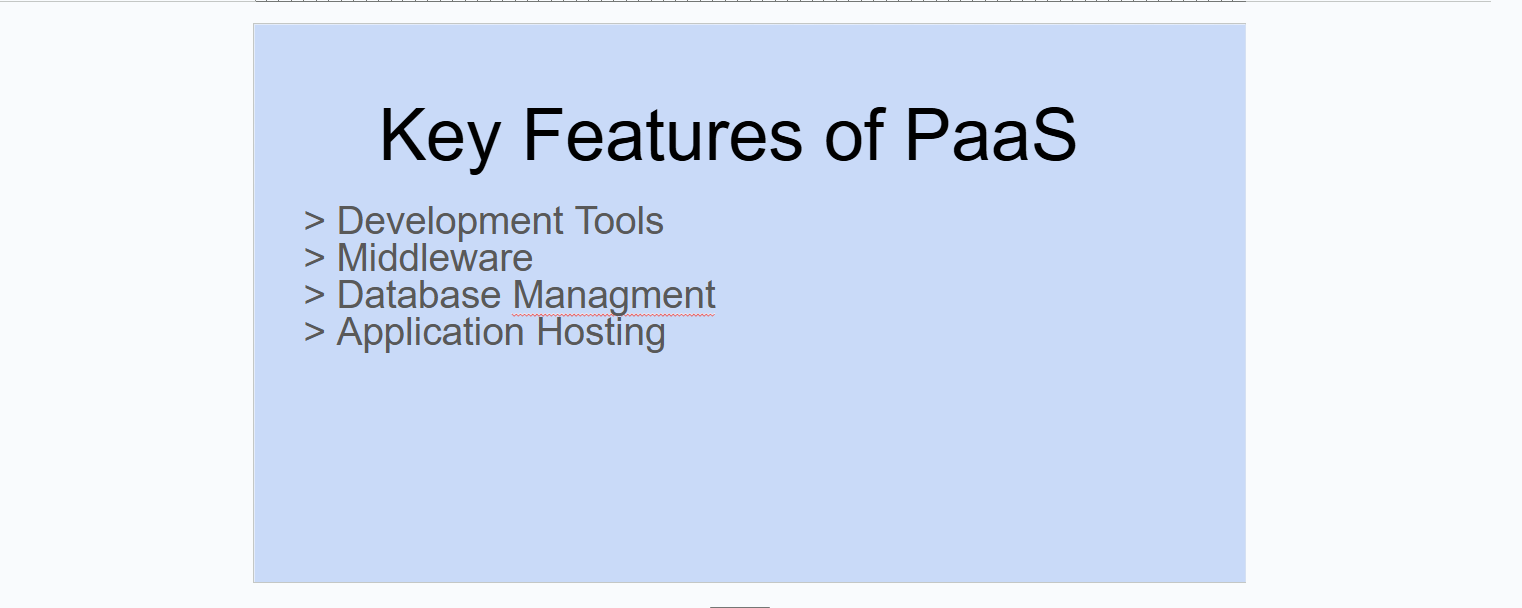 Key Features of PaaS
> Development Tools
> Middleware
> Database Managment
> Application Hosting